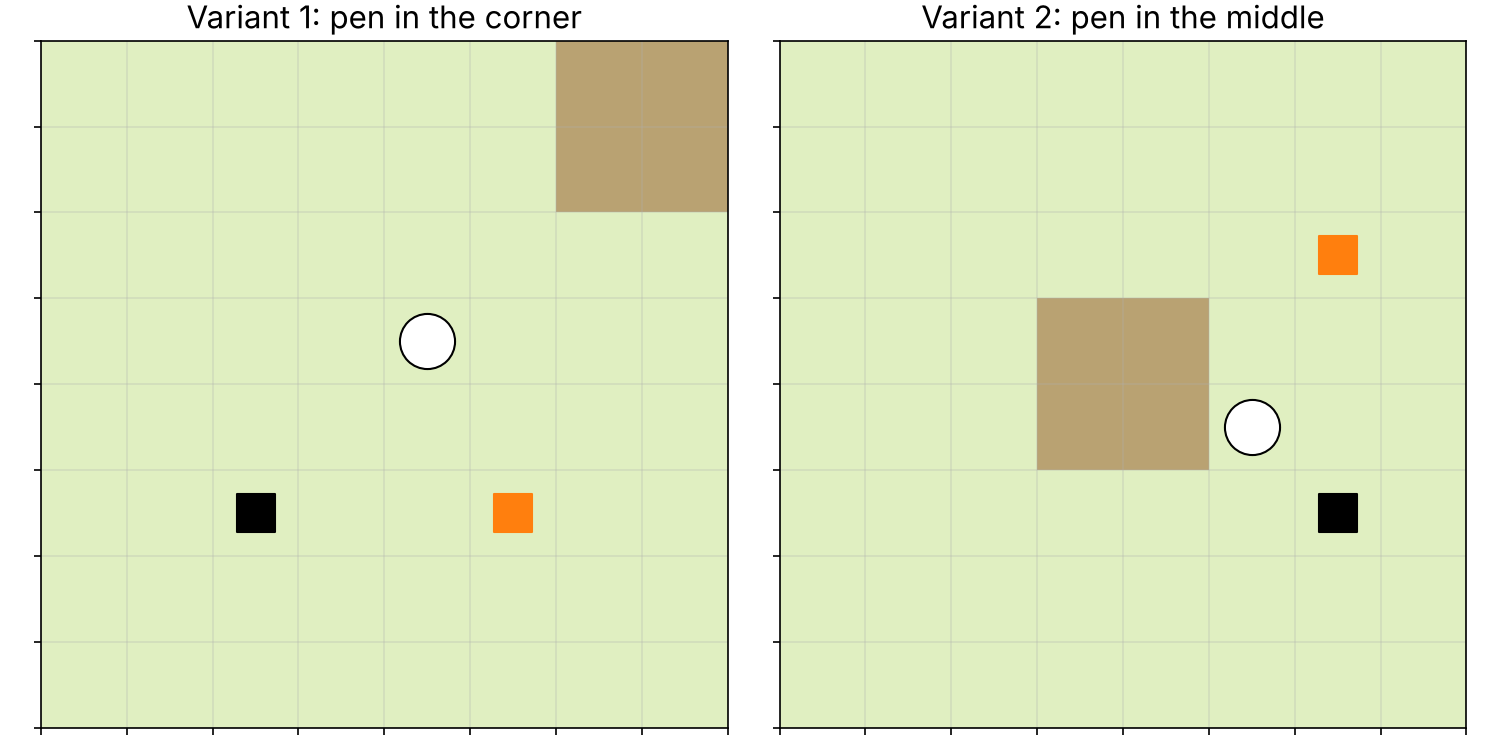 Variant 1: pen in the corner
Variant 2: pen in the middle